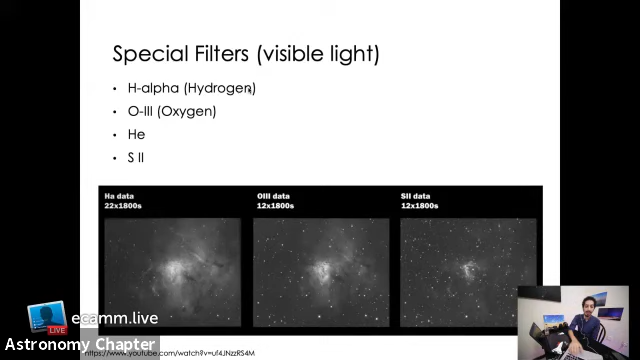 Special Filters (visible light)
• H-alpha (Hydrogen)
• O-III (Oxygen)
• He
• S II
Ha data
22x1800s
OIII data
12x1800s
SII data
12x1800s
LIVE
ecamm.live
Astronomy Chapter
https://www.youtube.com/watch?v=uf4JNzzRS4M